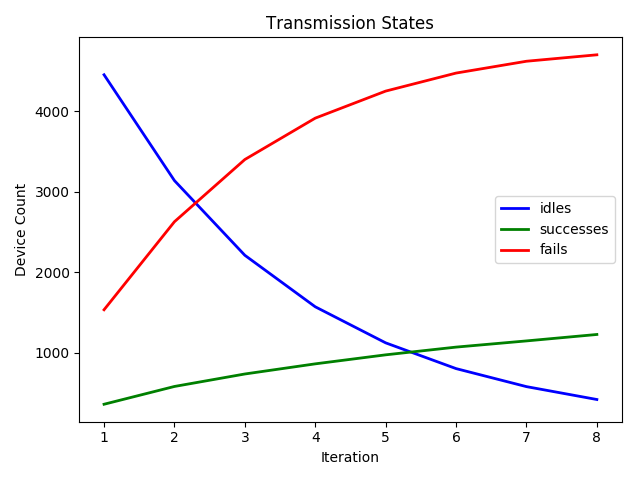 Transmission States
Device Count
4000
3000
2000
1000
idles
successes
fails
1 2 3 4 5 6 7 8
Iteration